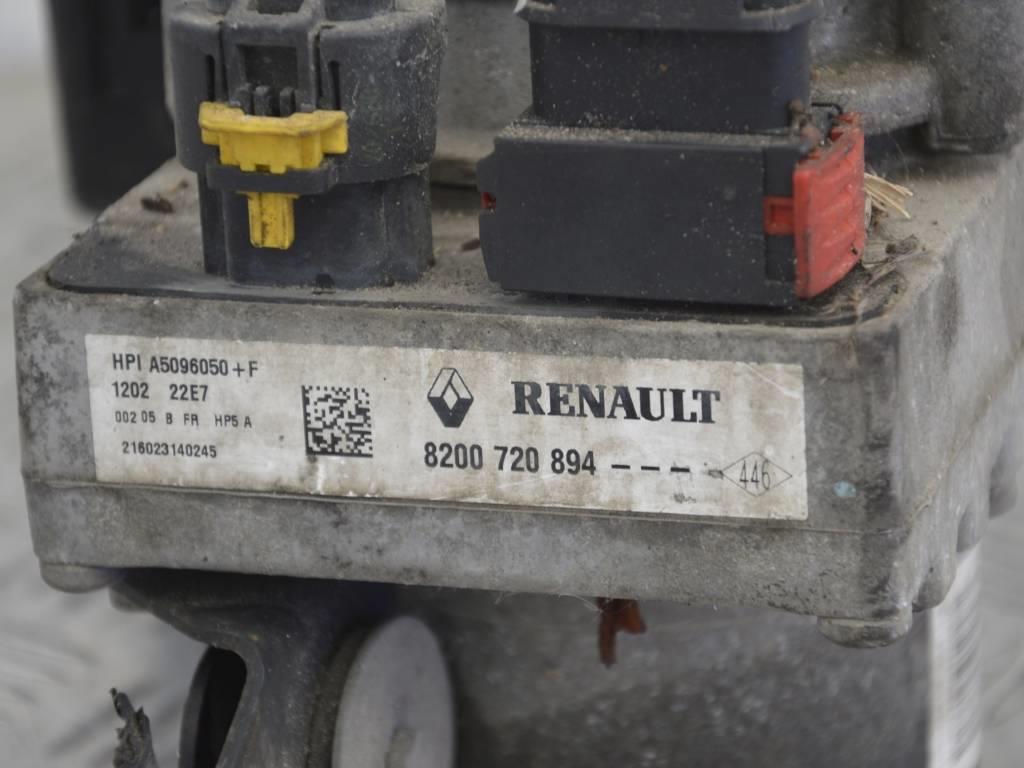 HPI A5096050+F
1202 22E7
002 05 B FR HP5 A
216023140245
RENAULT
8200 720 894 ---- 446